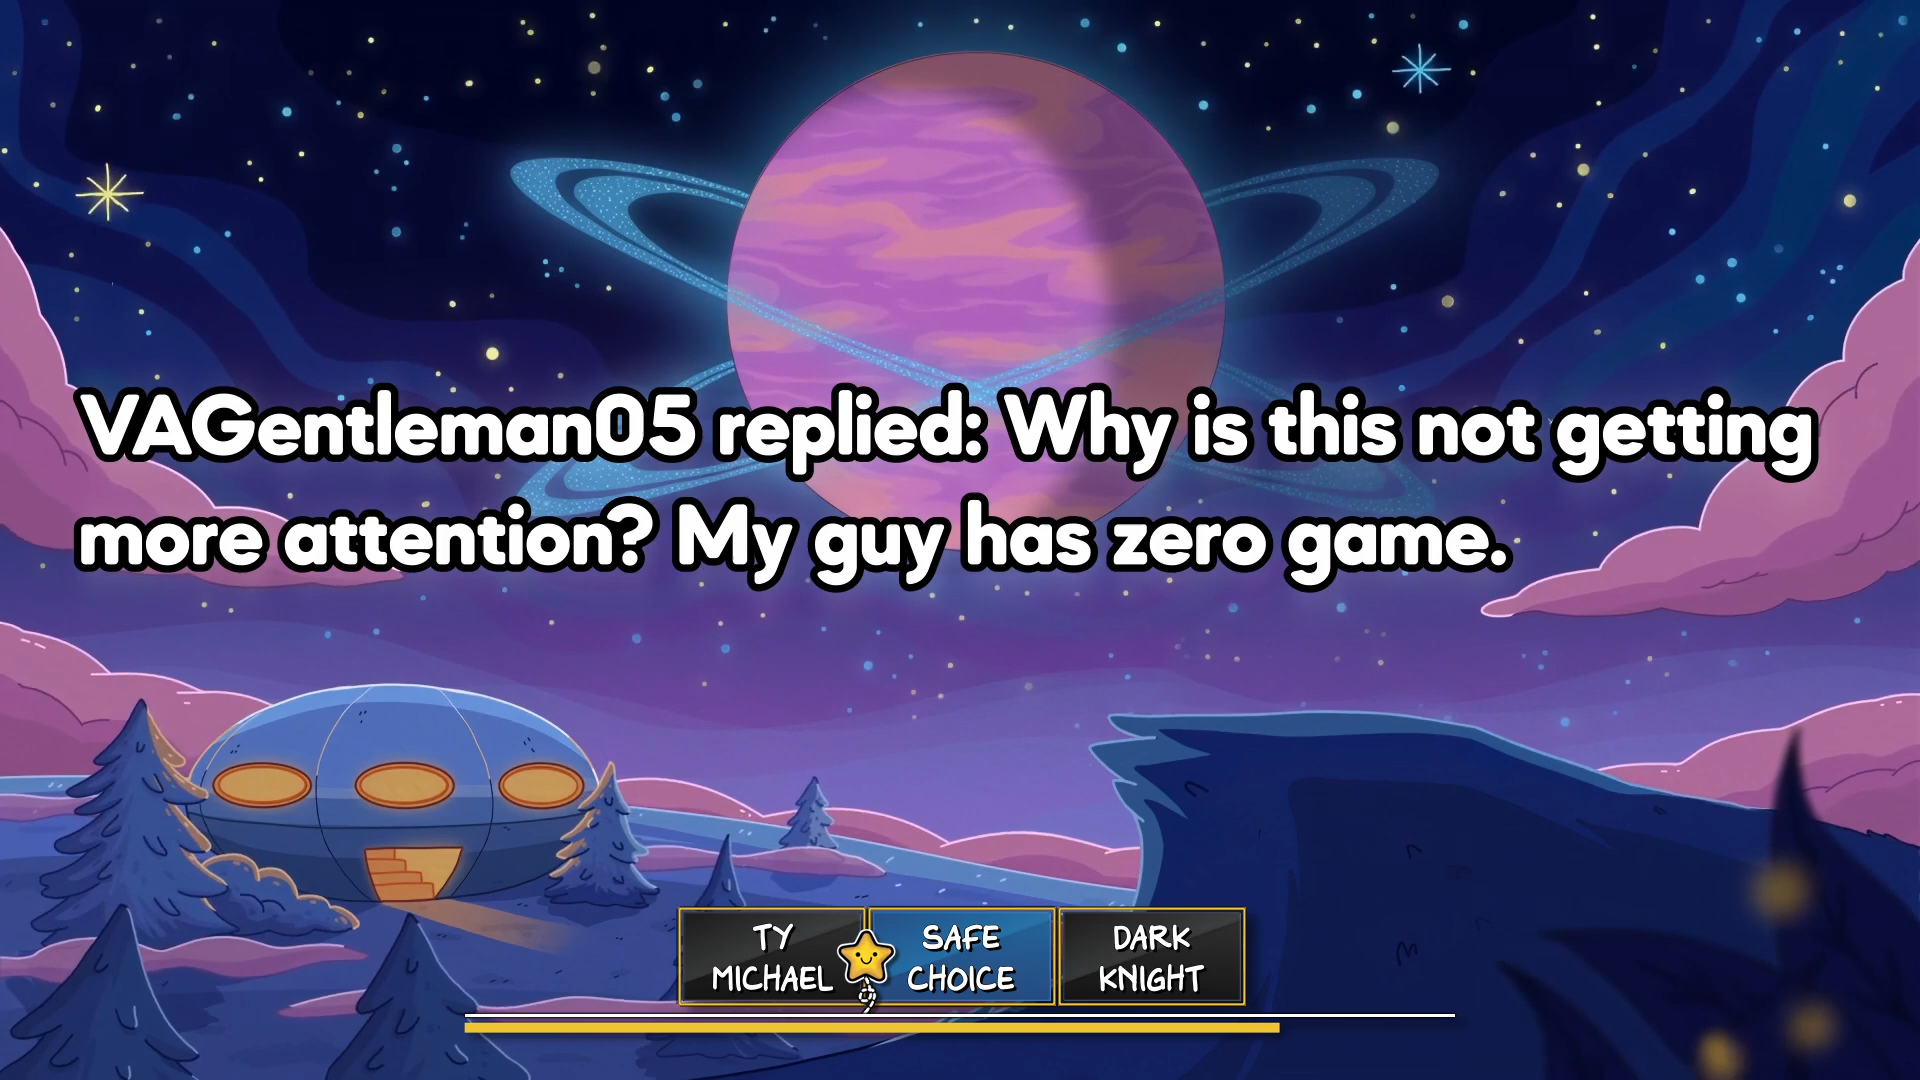 VAGentleman05 replied: Why is this not getting
more attention? My guy has zero game.
TY
MICHAEL
SAFE
CHOICE
DARK
KNIGHT